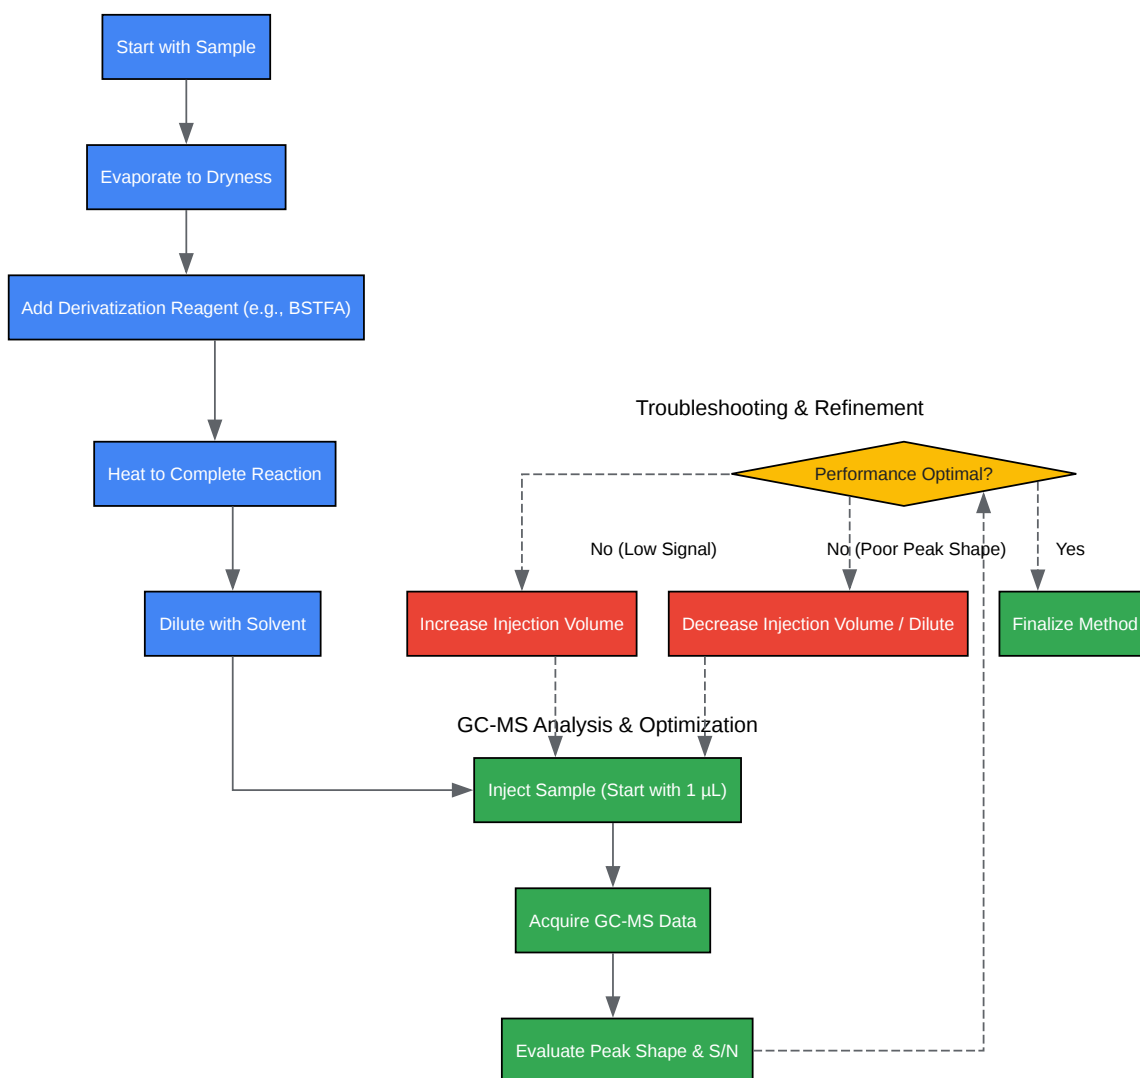 Start with Sample
Evaporate to Dryness
Add Derivatization Reagent (e.g., BSTFA)
Heat to Complete Reaction
Dilute with Solvent
Troubleshooting & Refinement
Performance Optimal?
No (Low Signal)
No (Poor Peak Shape)
Yes
Increase Injection Volume
Decrease Injection Volume / Dilute
Finalize Method
GC-MS Analysis & Optimization
Inject Sample (Start with 1 µL)
Acquire GC-MS Data
Evaluate Peak Shape & S/N